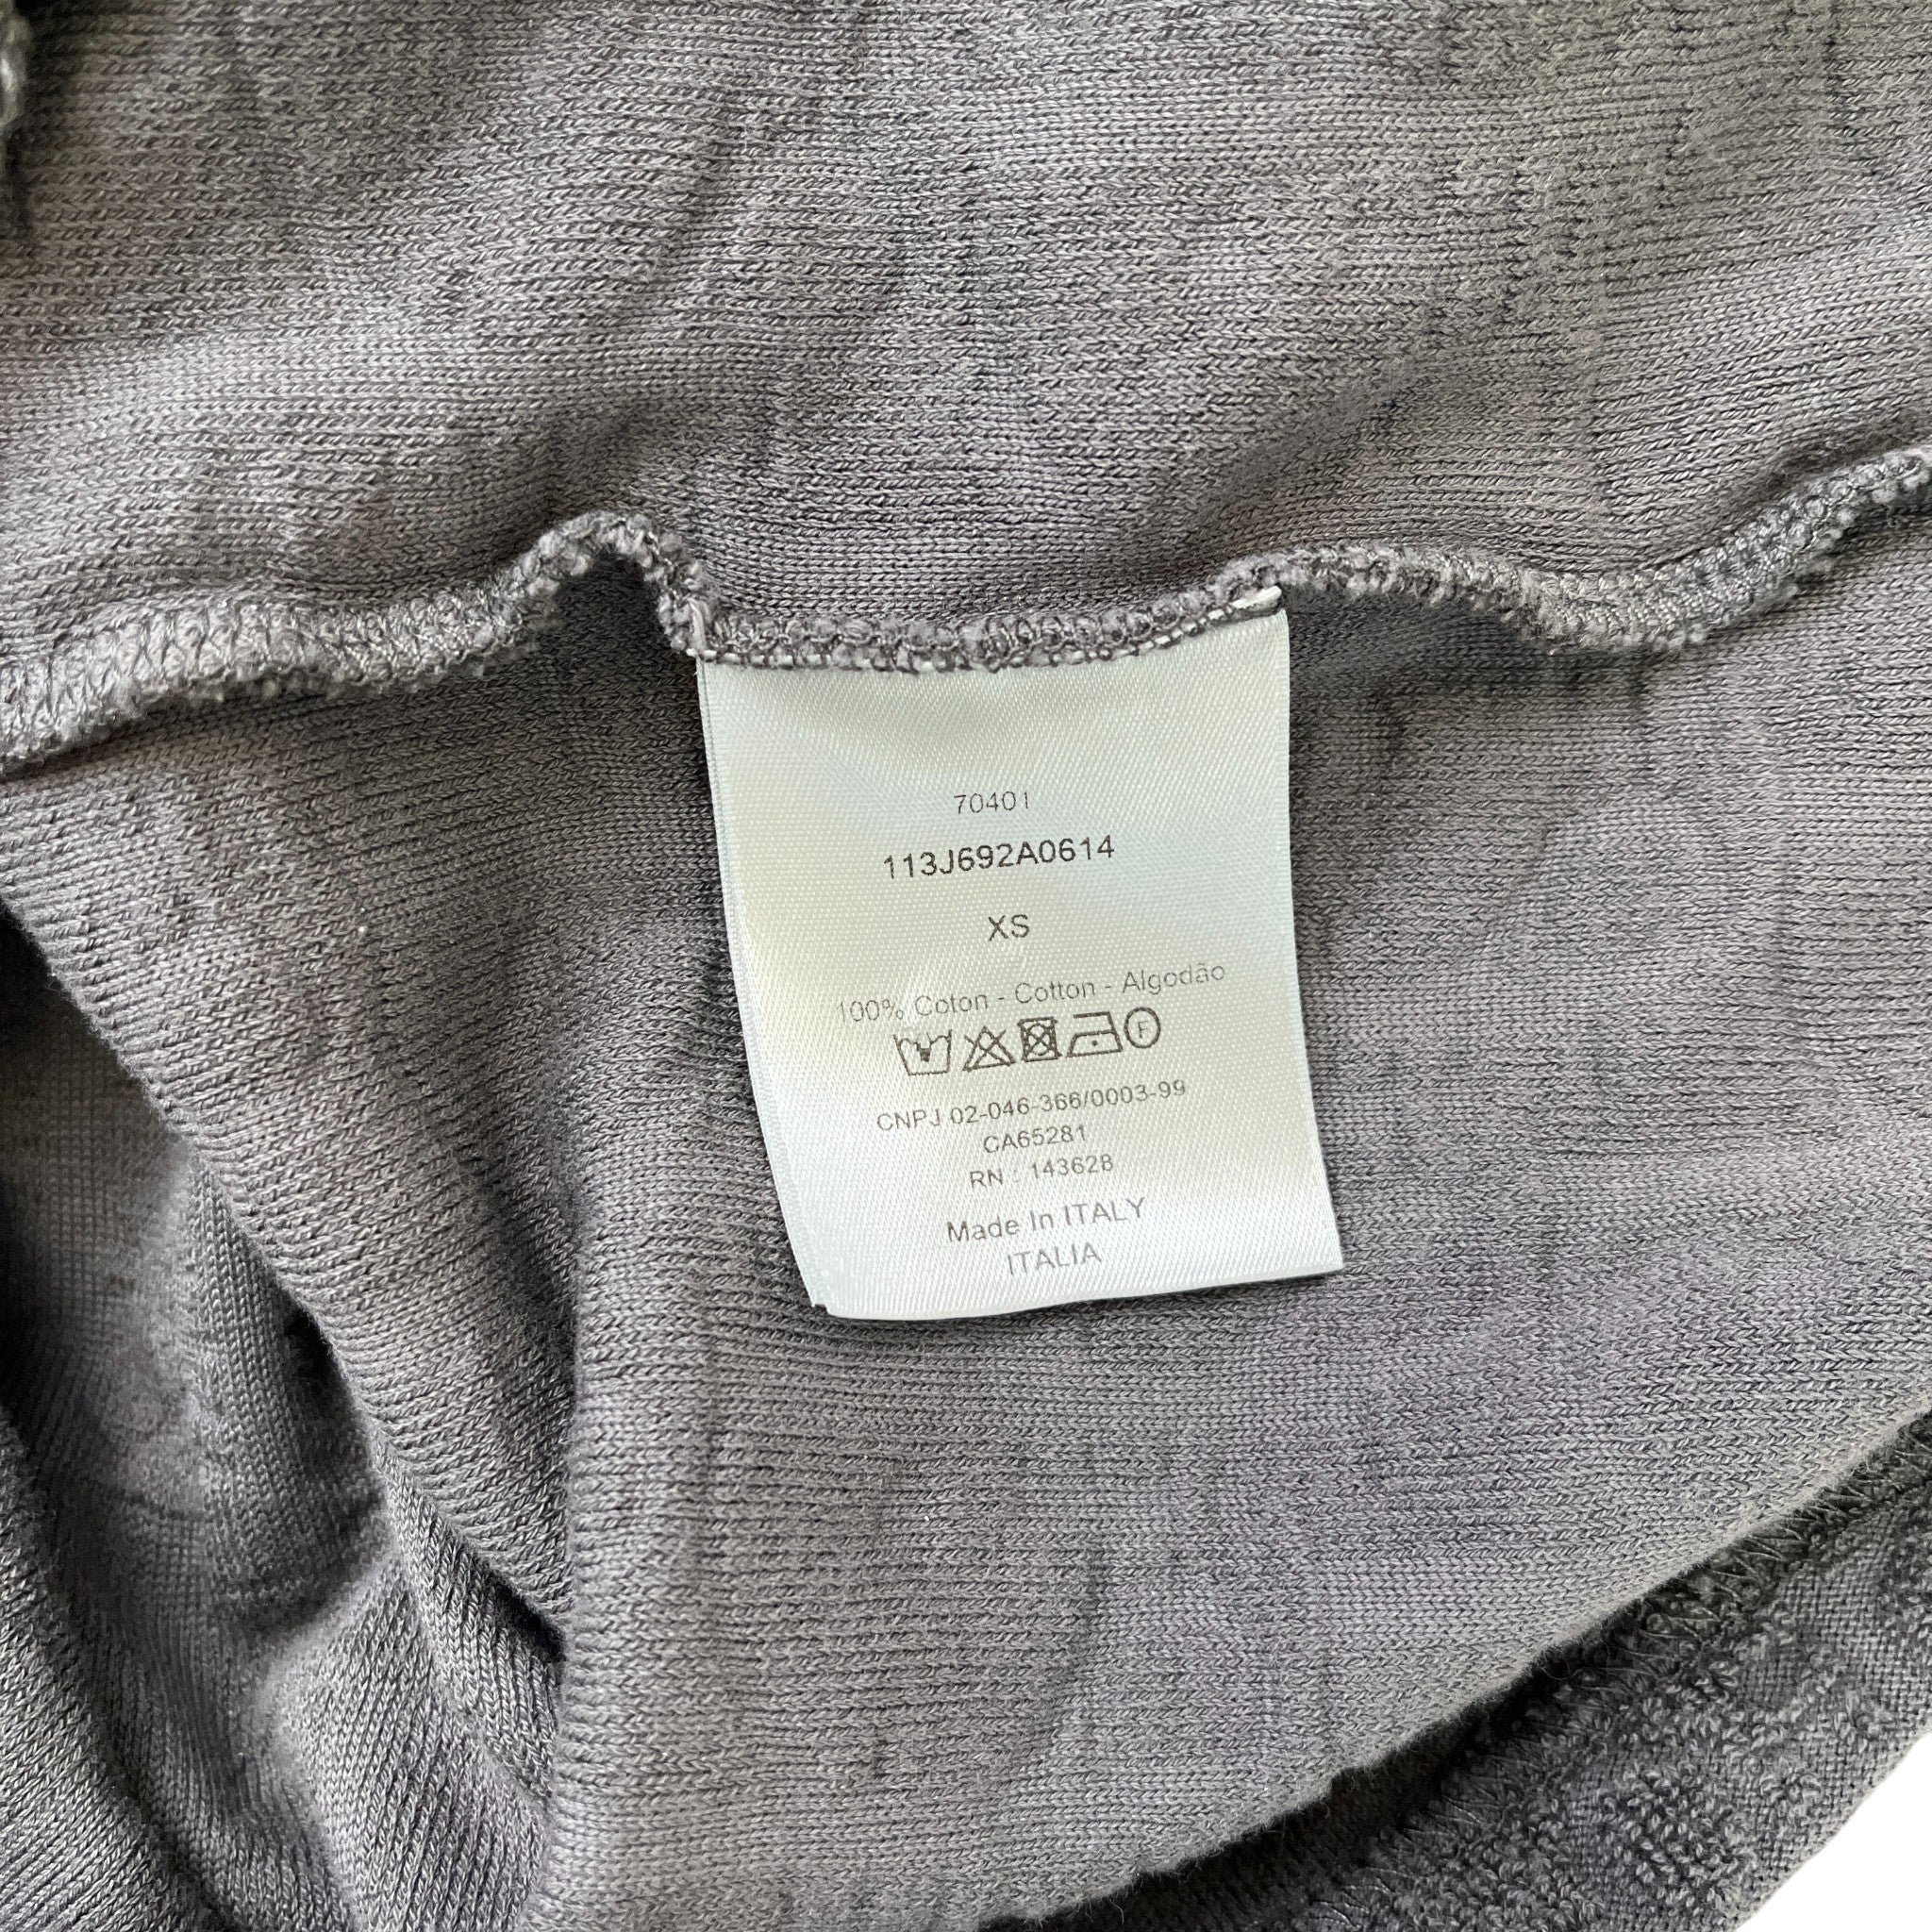 70401
113J692A0614
XS
100% Coton - Cotton - Algodão
F
CNPJ 02-046-366/0003-99
CA65281
RN : 143628
Made In ITALY
ITALIA